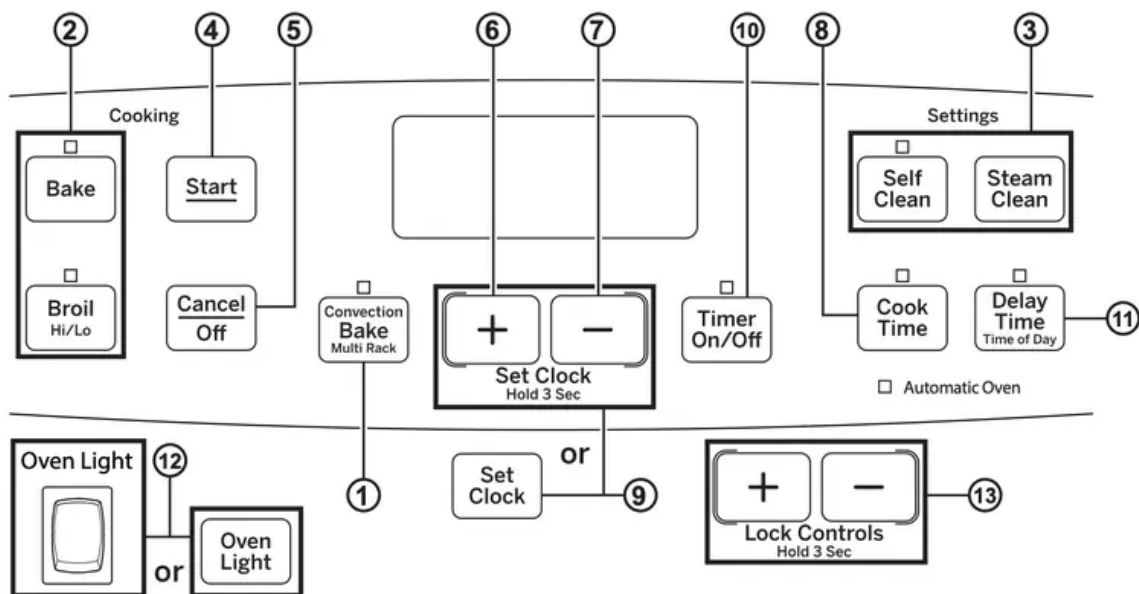 2
4
5
6
7
10
8
3
Cooking
Settings
Bake
Start
Self
Clean
Steam
Clean
Broil
Hi/Lo
Cancel
Off
Convection
Bake
Multi Rack
+
−
Set Clock
Hold 3 Sec
Timer
On/Off
Cook
Time
Delay
Time
Time of Day
11
Automatic Oven
Oven Light
12
or
Oven
Light
1
Set
Clock
or
9
+
−
Lock Controls
Hold 3 Sec
13